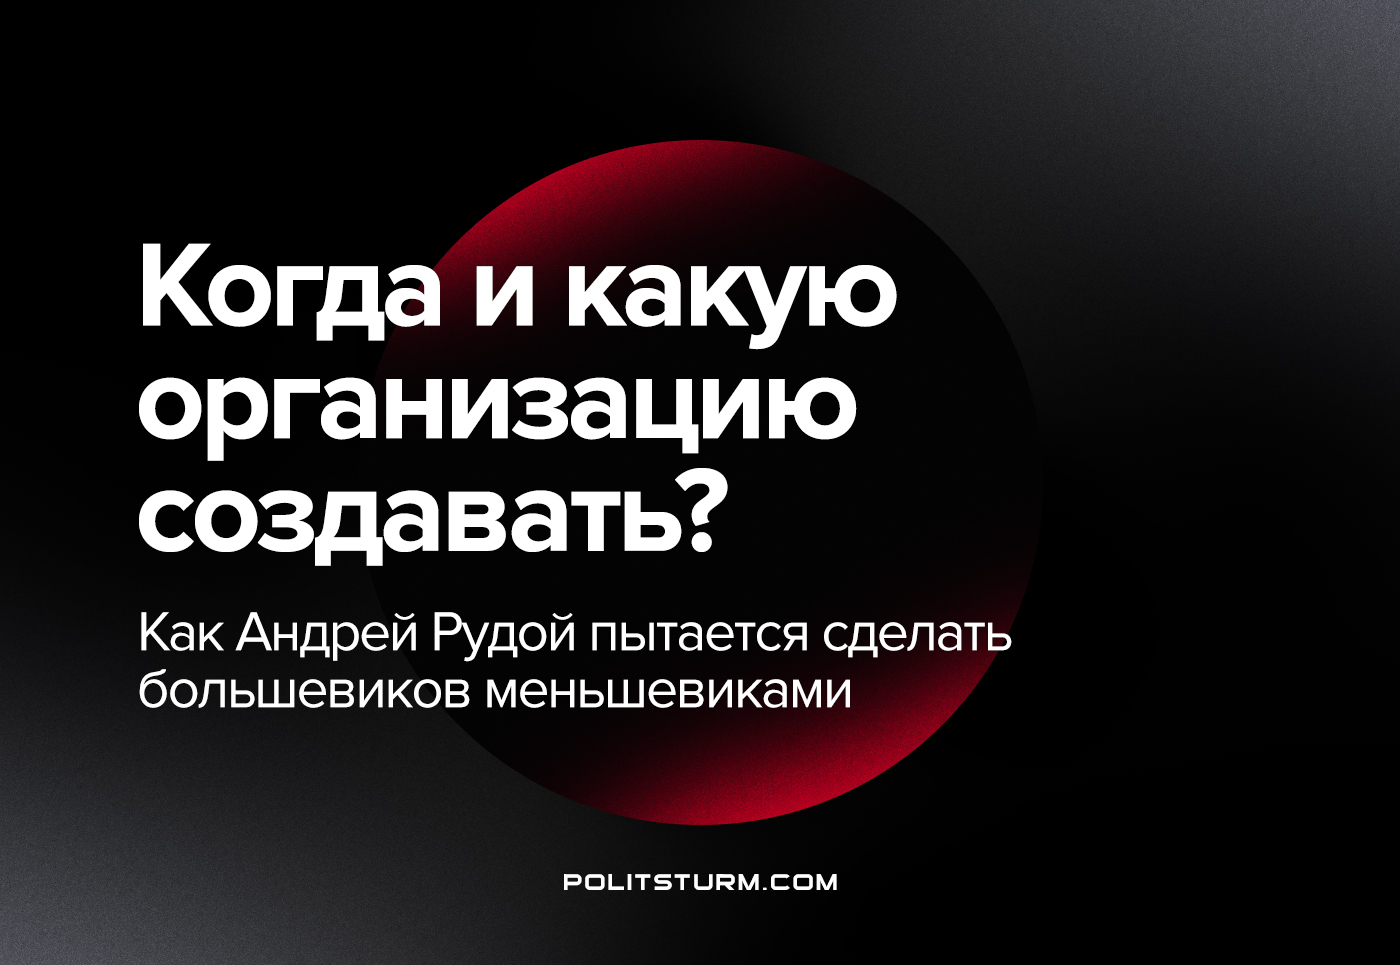 Когда и какую
организацию
создавать?
Как Андрей Рудой пытается сделать
большевиков меньшевиками
POLITSTURM.COM